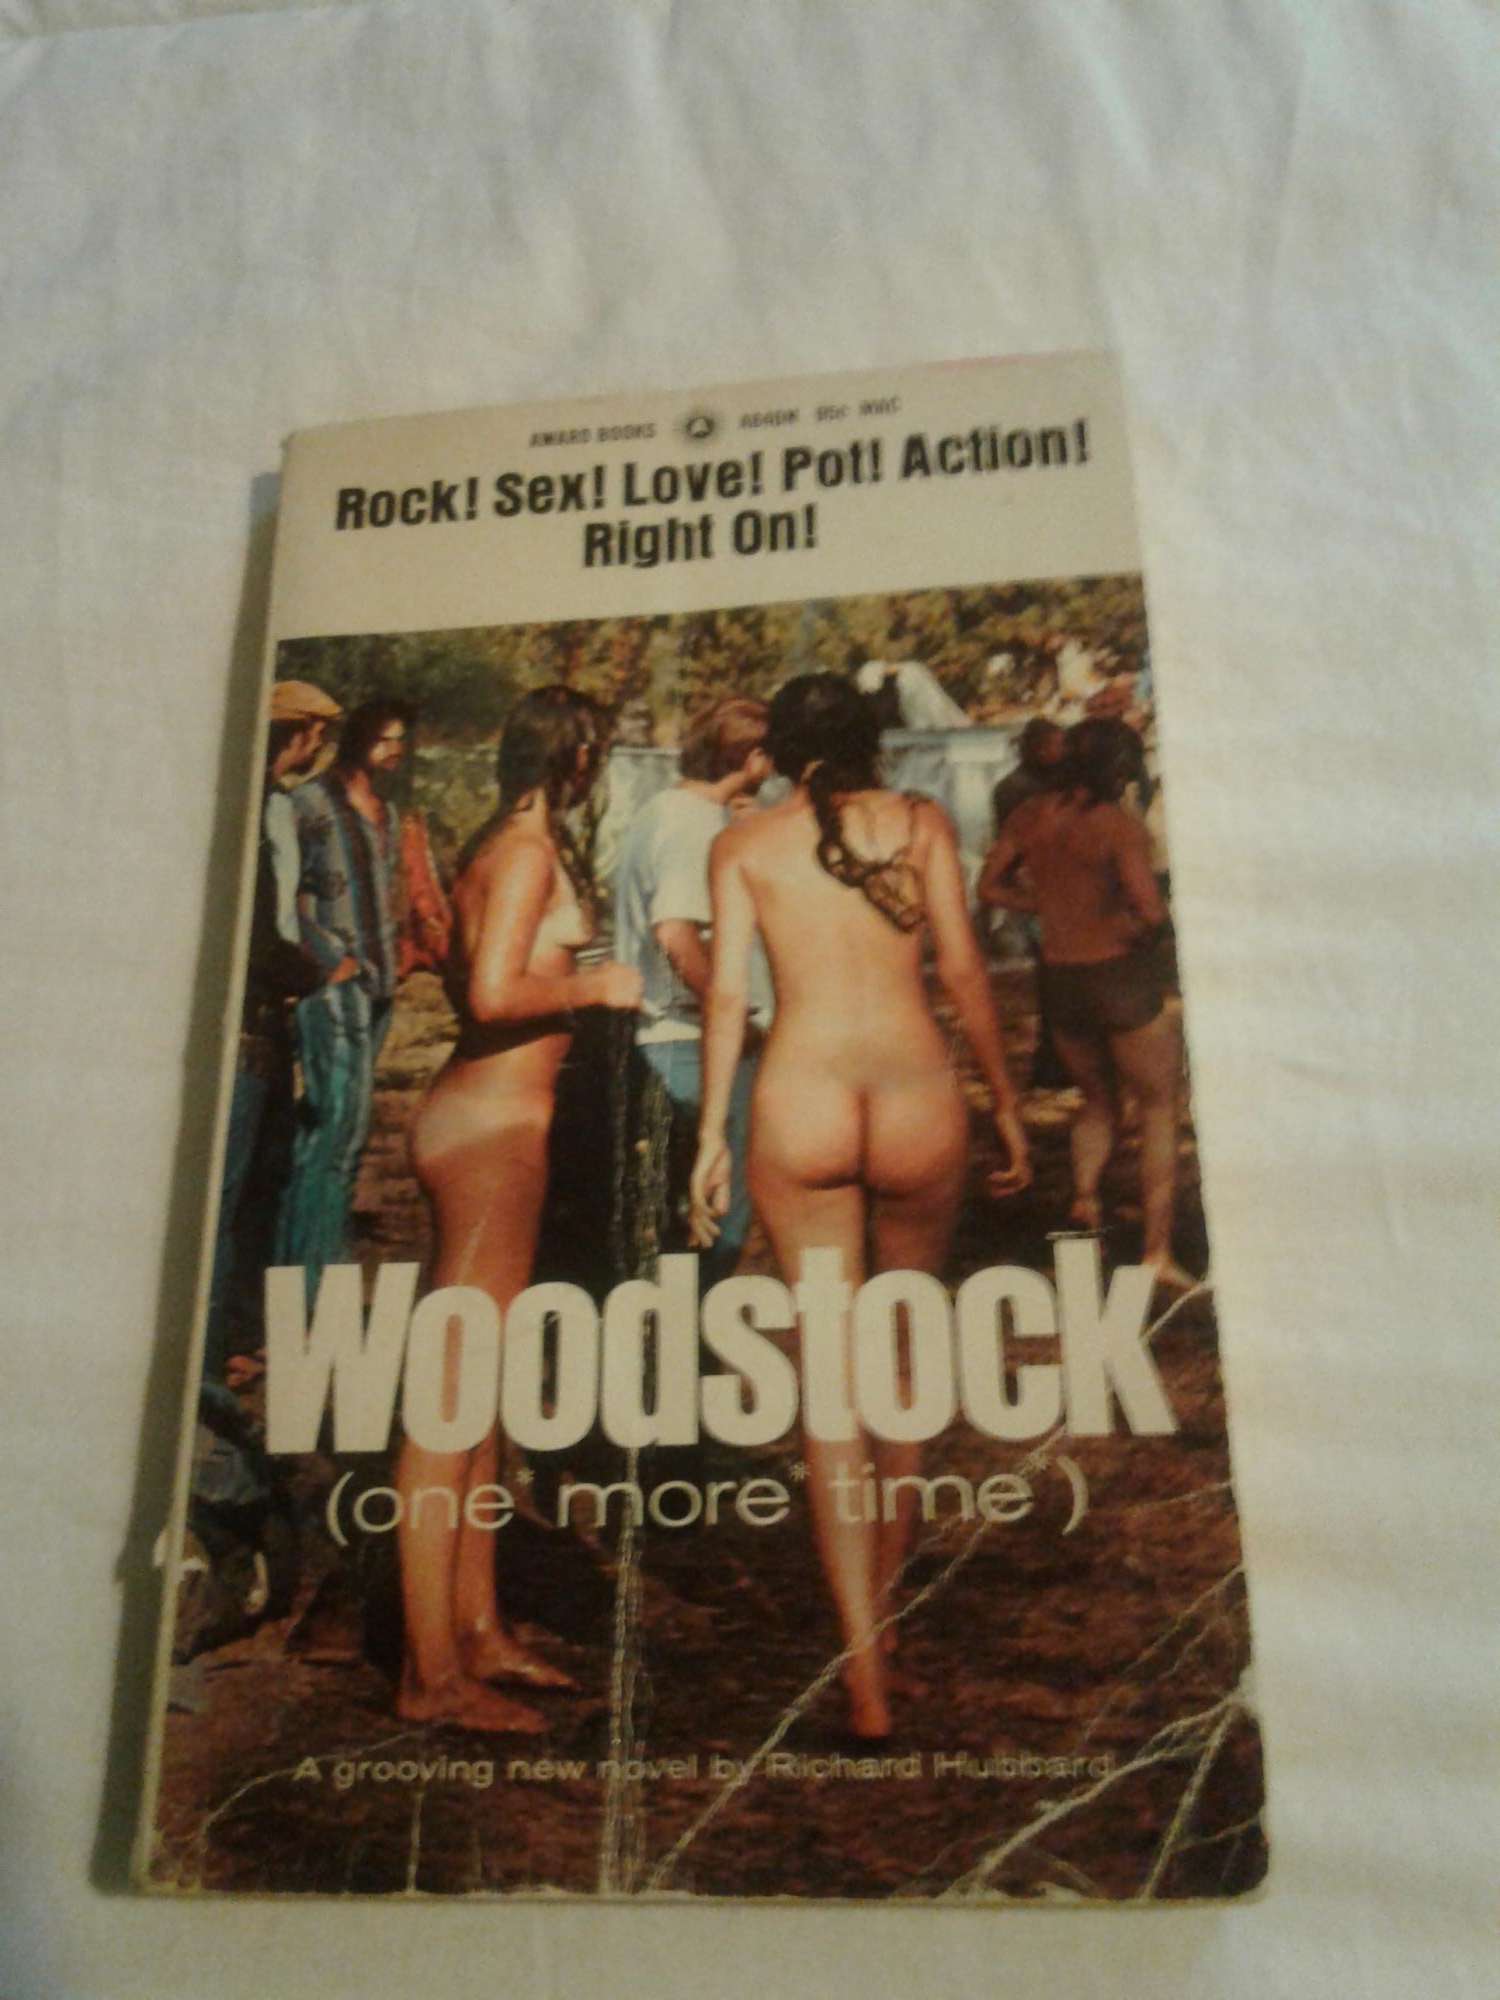 AWARD BOOKS 95c
Rock! Sex! Love! Pot! Action!
Right On!
Woodstock
(one* more* time*)
A grooving new novel by Richard Hubbard